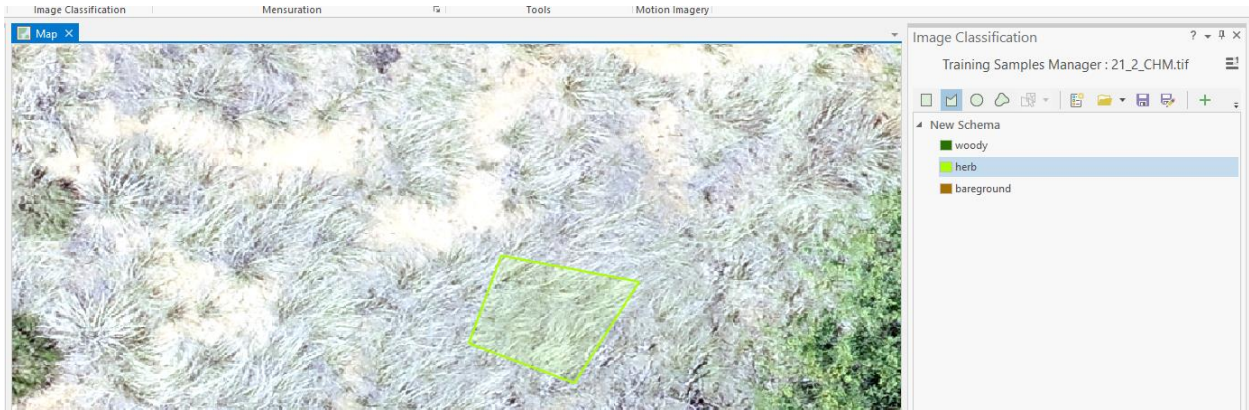 Image Classification Mensuration Tools Motion Imagery
Map
Image Classification
Training Samples Manager : 21_2_CHM.tif
New Schema
woody
herb
bareground